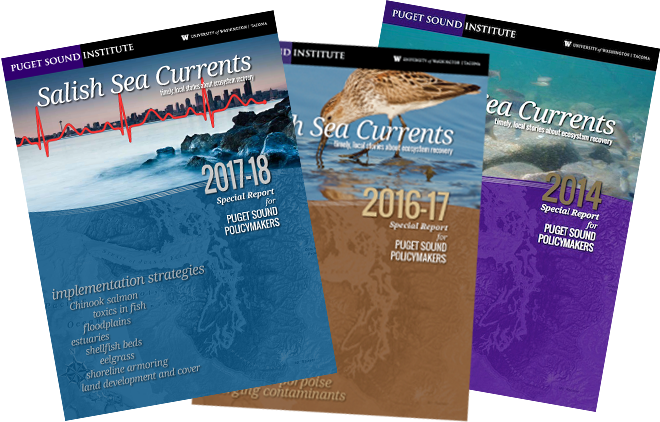 PUGET SOUND INSTITUTE
W UNIVERSITY of WASHINGTON | TACOMA
Salish Sea Currents
timely, local stories about ecosystem recovery
2017-18
Special Report
for
PUGET SOUND
POLICYMAKERS
implementation strategies
Chinook salmon
toxics in fish
floodplains
estuaries
shellfish beds
eelgrass
shoreline armoring
land development and cover
INSTITUTE
W UNIVERSITY of WASHINGTON | TACOMA
Sea Currents
timely, local stories about ecosystem recovery
2016-17
Special Report
for
PUGET SOUND
POLICYMAKERS
contaminants
PUGET SOUND INSTITUTE
W UNIVERSITY of WASHINGTON | TACOMA
Sea Currents
timely, local stories about ecosystem recovery
2014
Special Report
for
PUGET SOUND
POLICYMAKERS